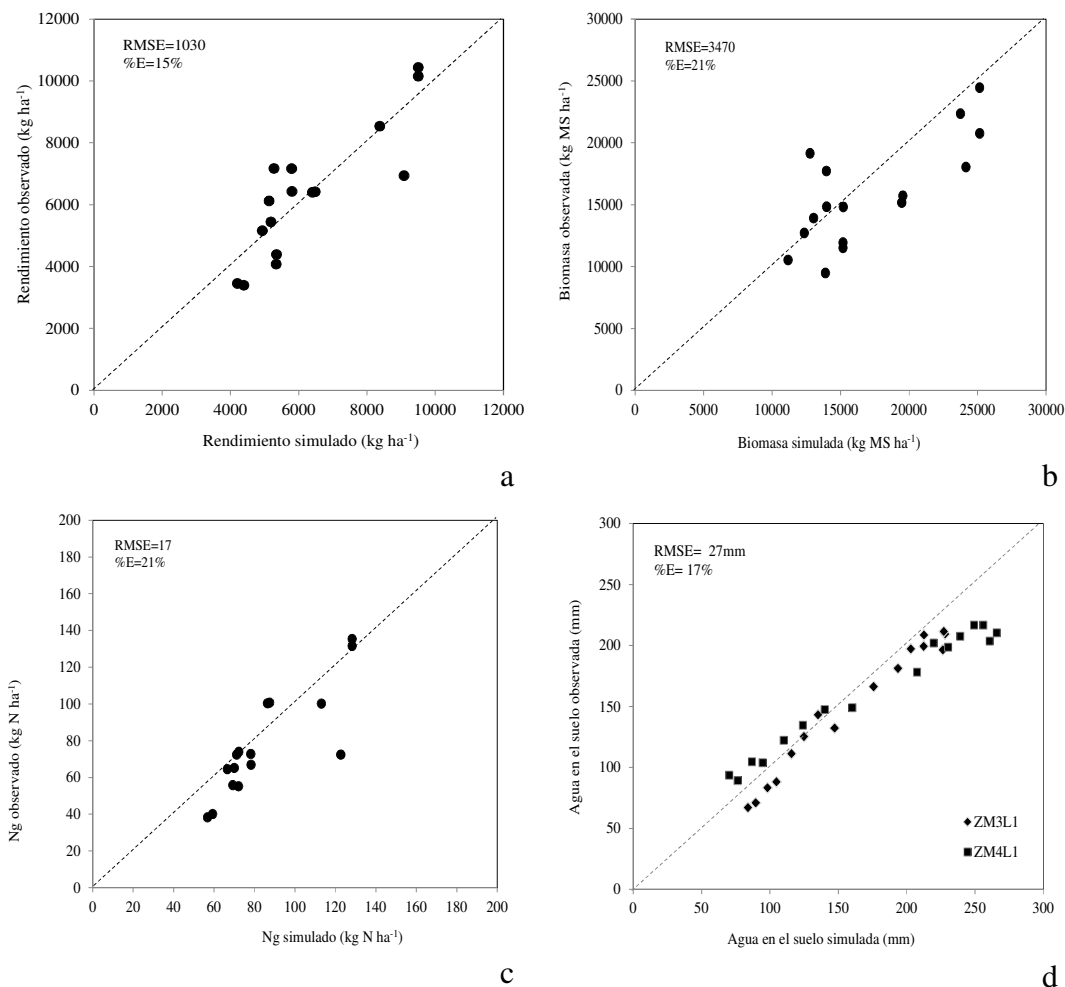 RMSE=1030
%E=15%
Rendimiento observado (kg ha⁻¹)
12000
10000
8000
6000
4000
2000
0
0 2000 4000 6000 8000 10000 12000
Rendimiento simulado (kg ha⁻¹)
a
RMSE=3470
%E=21%
Biomasa observada (kg MS ha⁻¹)
30000
25000
20000
15000
10000
5000
0
0 5000 10000 15000 20000 25000 30000
Biomasa simulada (kg MS ha⁻¹)
b
RMSE=17
%E=21%
Ng observado (kg N ha⁻¹)
200
180
160
140
120
100
80
60
40
20
0
0 20 40 60 80 100 120 140 160 180 200
Ng simulado (kg N ha⁻¹)
c
RMSE= 27mm
%E= 17%
Agua en el suelo observada (mm)
300
250
200
150
100
50
0
0 50 100 150 200 250 300
ZM3L1
ZM4L1
Agua en el suelo simulada (mm)
d